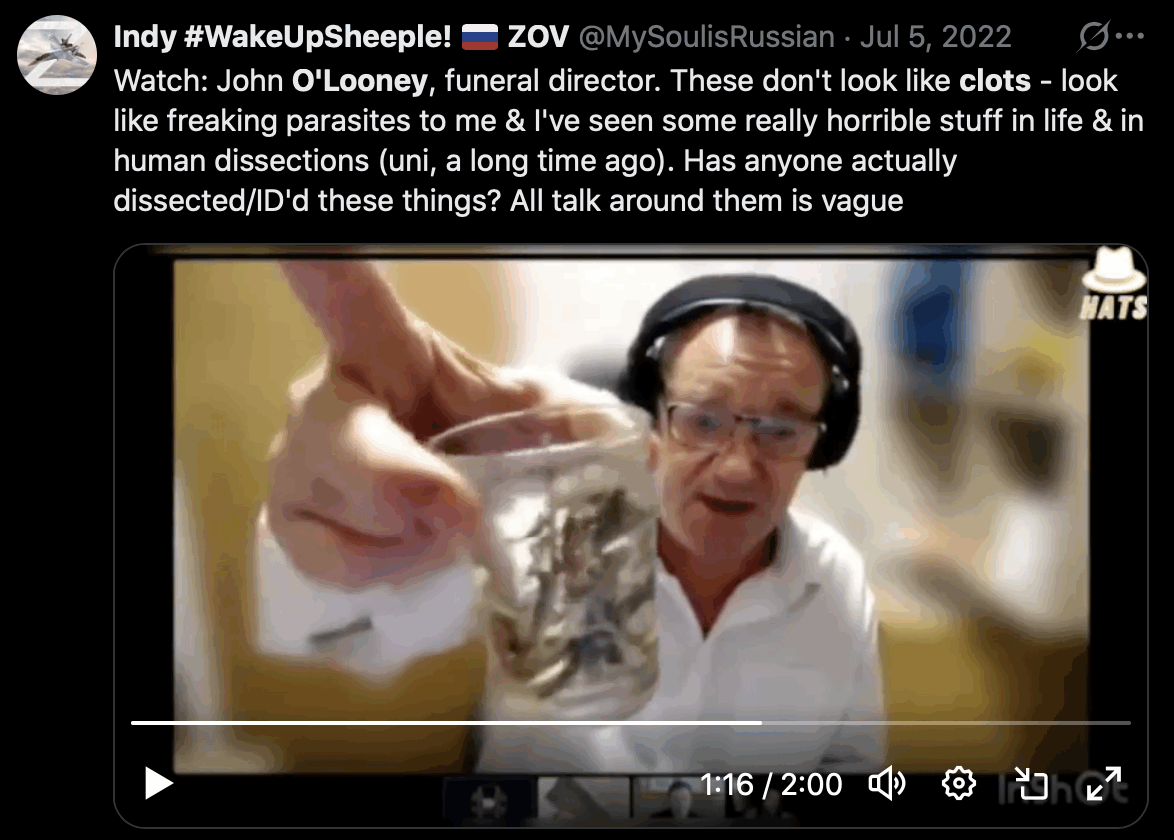 Indy #WakeUpSheeple! 🇷🇺 ZOV @MySoulisRussian · Jul 5, 2022
Watch: John O'Looney, funeral director. These don't look like clots - look
like freaking parasites to me & I've seen some really horrible stuff in life & in
human dissections (uni, a long time ago). Has anyone actually
dissected/ID'd these things? All talk around them is vague
HATS
1:16 / 2:00
InShOt